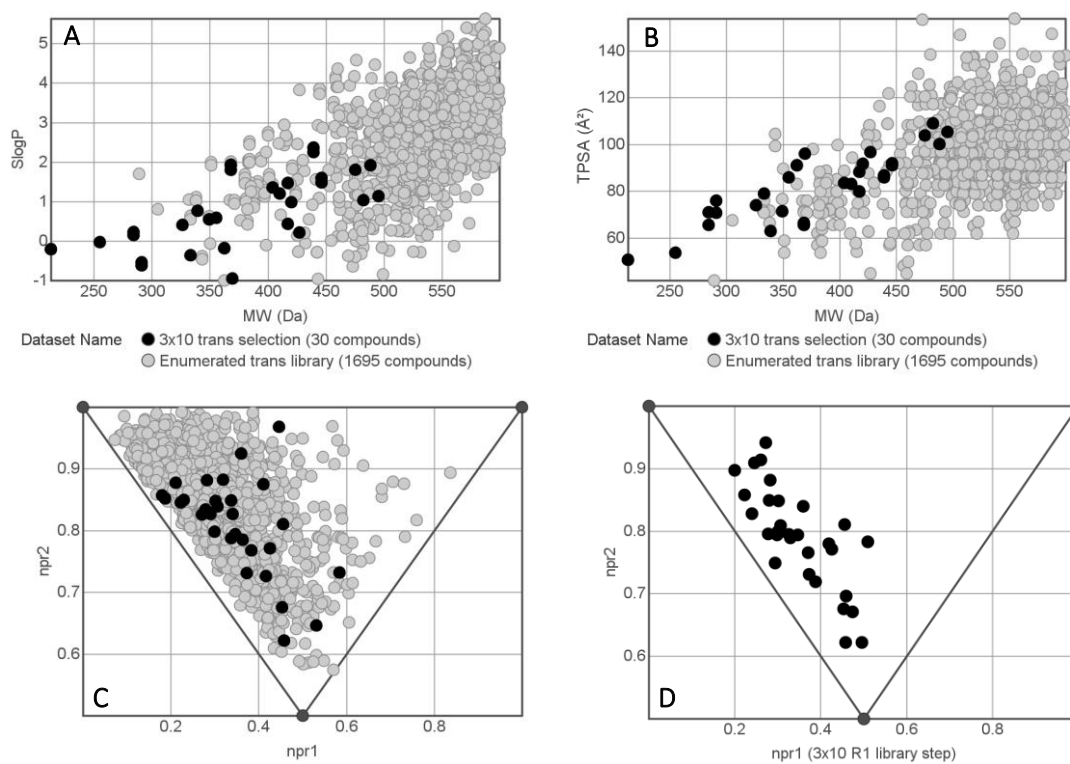 A
5
4
3
2
1
0
-1
SlogP
250
300
350
400
450
500
550
MW (Da)
Dataset Name
3x10 trans selection (30 compounds)
Enumerated trans library (1695 compounds)
B
140
120
100
80
60
TPSA (Å²)
250
300
350
400
450
500
550
MW (Da)
Dataset Name
3x10 trans selection (30 compounds)
Enumerated trans library (1695 compounds)
0.9
0.8
0.7
0.6
npr2
C
0.2
0.4
0.6
0.8
npr1
0.9
0.8
0.7
0.6
npr2
D
0.2
0.4
0.6
0.8
npr1 (3x10 R1 library step)